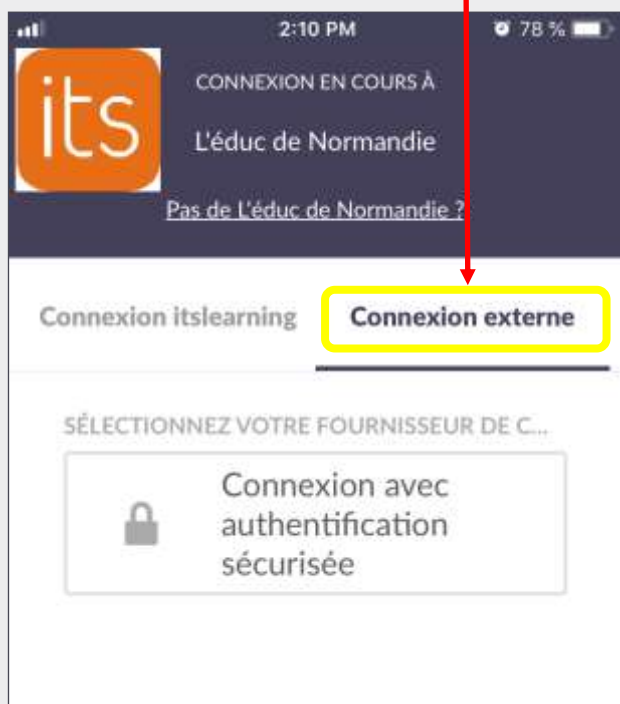 2:10 PM 78 %
its
CONNEXION EN COURS À
L'éduc de Normandie
Pas de L'éduc de Normandie ?
Connexion itslearning Connexion externe
SÉLECTIONNEZ VOTRE FOURNISSEUR DE C...
Connexion avec
authentification
sécurisée